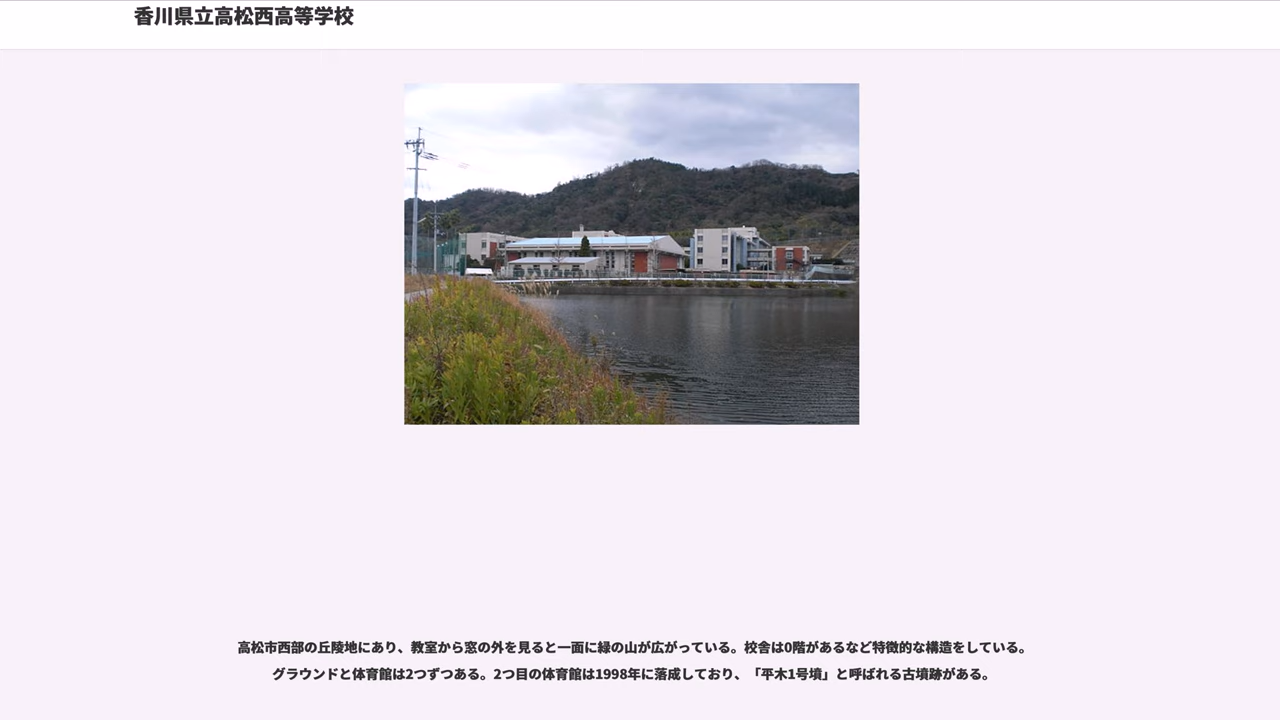 香川県立高松西高等学校
高松市西部の丘陵地にあり、教室から窓の外を見ると一面に緑の山が広がっている。校舎は0階があるなど特徴的な構造をしている。
グラウンドと体育館は2つずつある。2つ目の体育館は1998年に落成しており、「平木1号墳」と呼ばれる古墳跡がある。